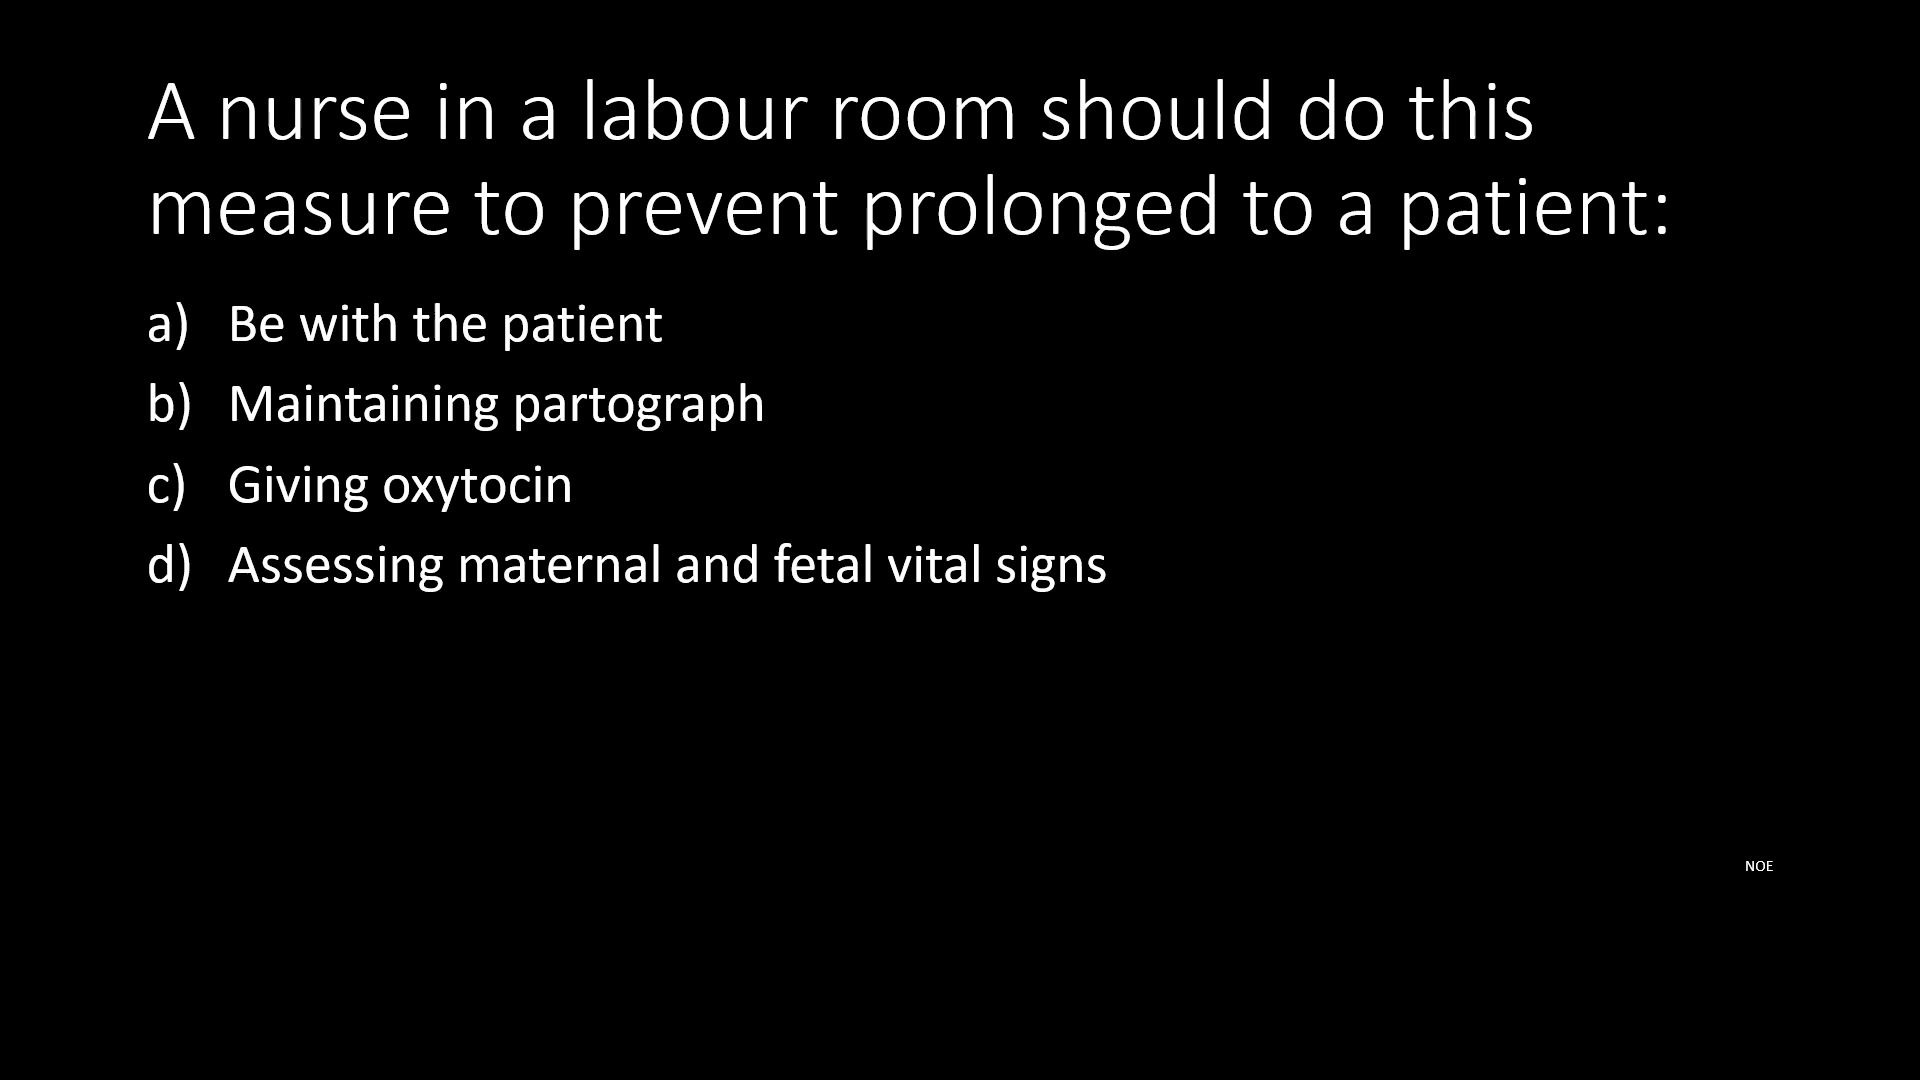 A nurse in a labour room should do this
measure to prevent prolonged to a patient:
a) Be with the patient
b) Maintaining partograph
c) Giving oxytocin
d) Assessing maternal and fetal vital signs
NOE